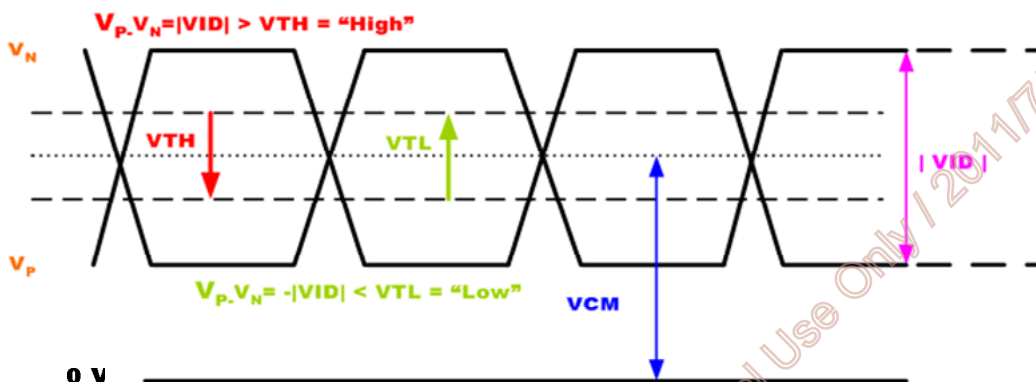 VP-VN=|VID| > VTH = “High”
VN
VTH
VTL
| VID |
VP
VP-VN= -|VID| < VTL = “Low”
VCM
0 V
l Use Only / 2011/7/